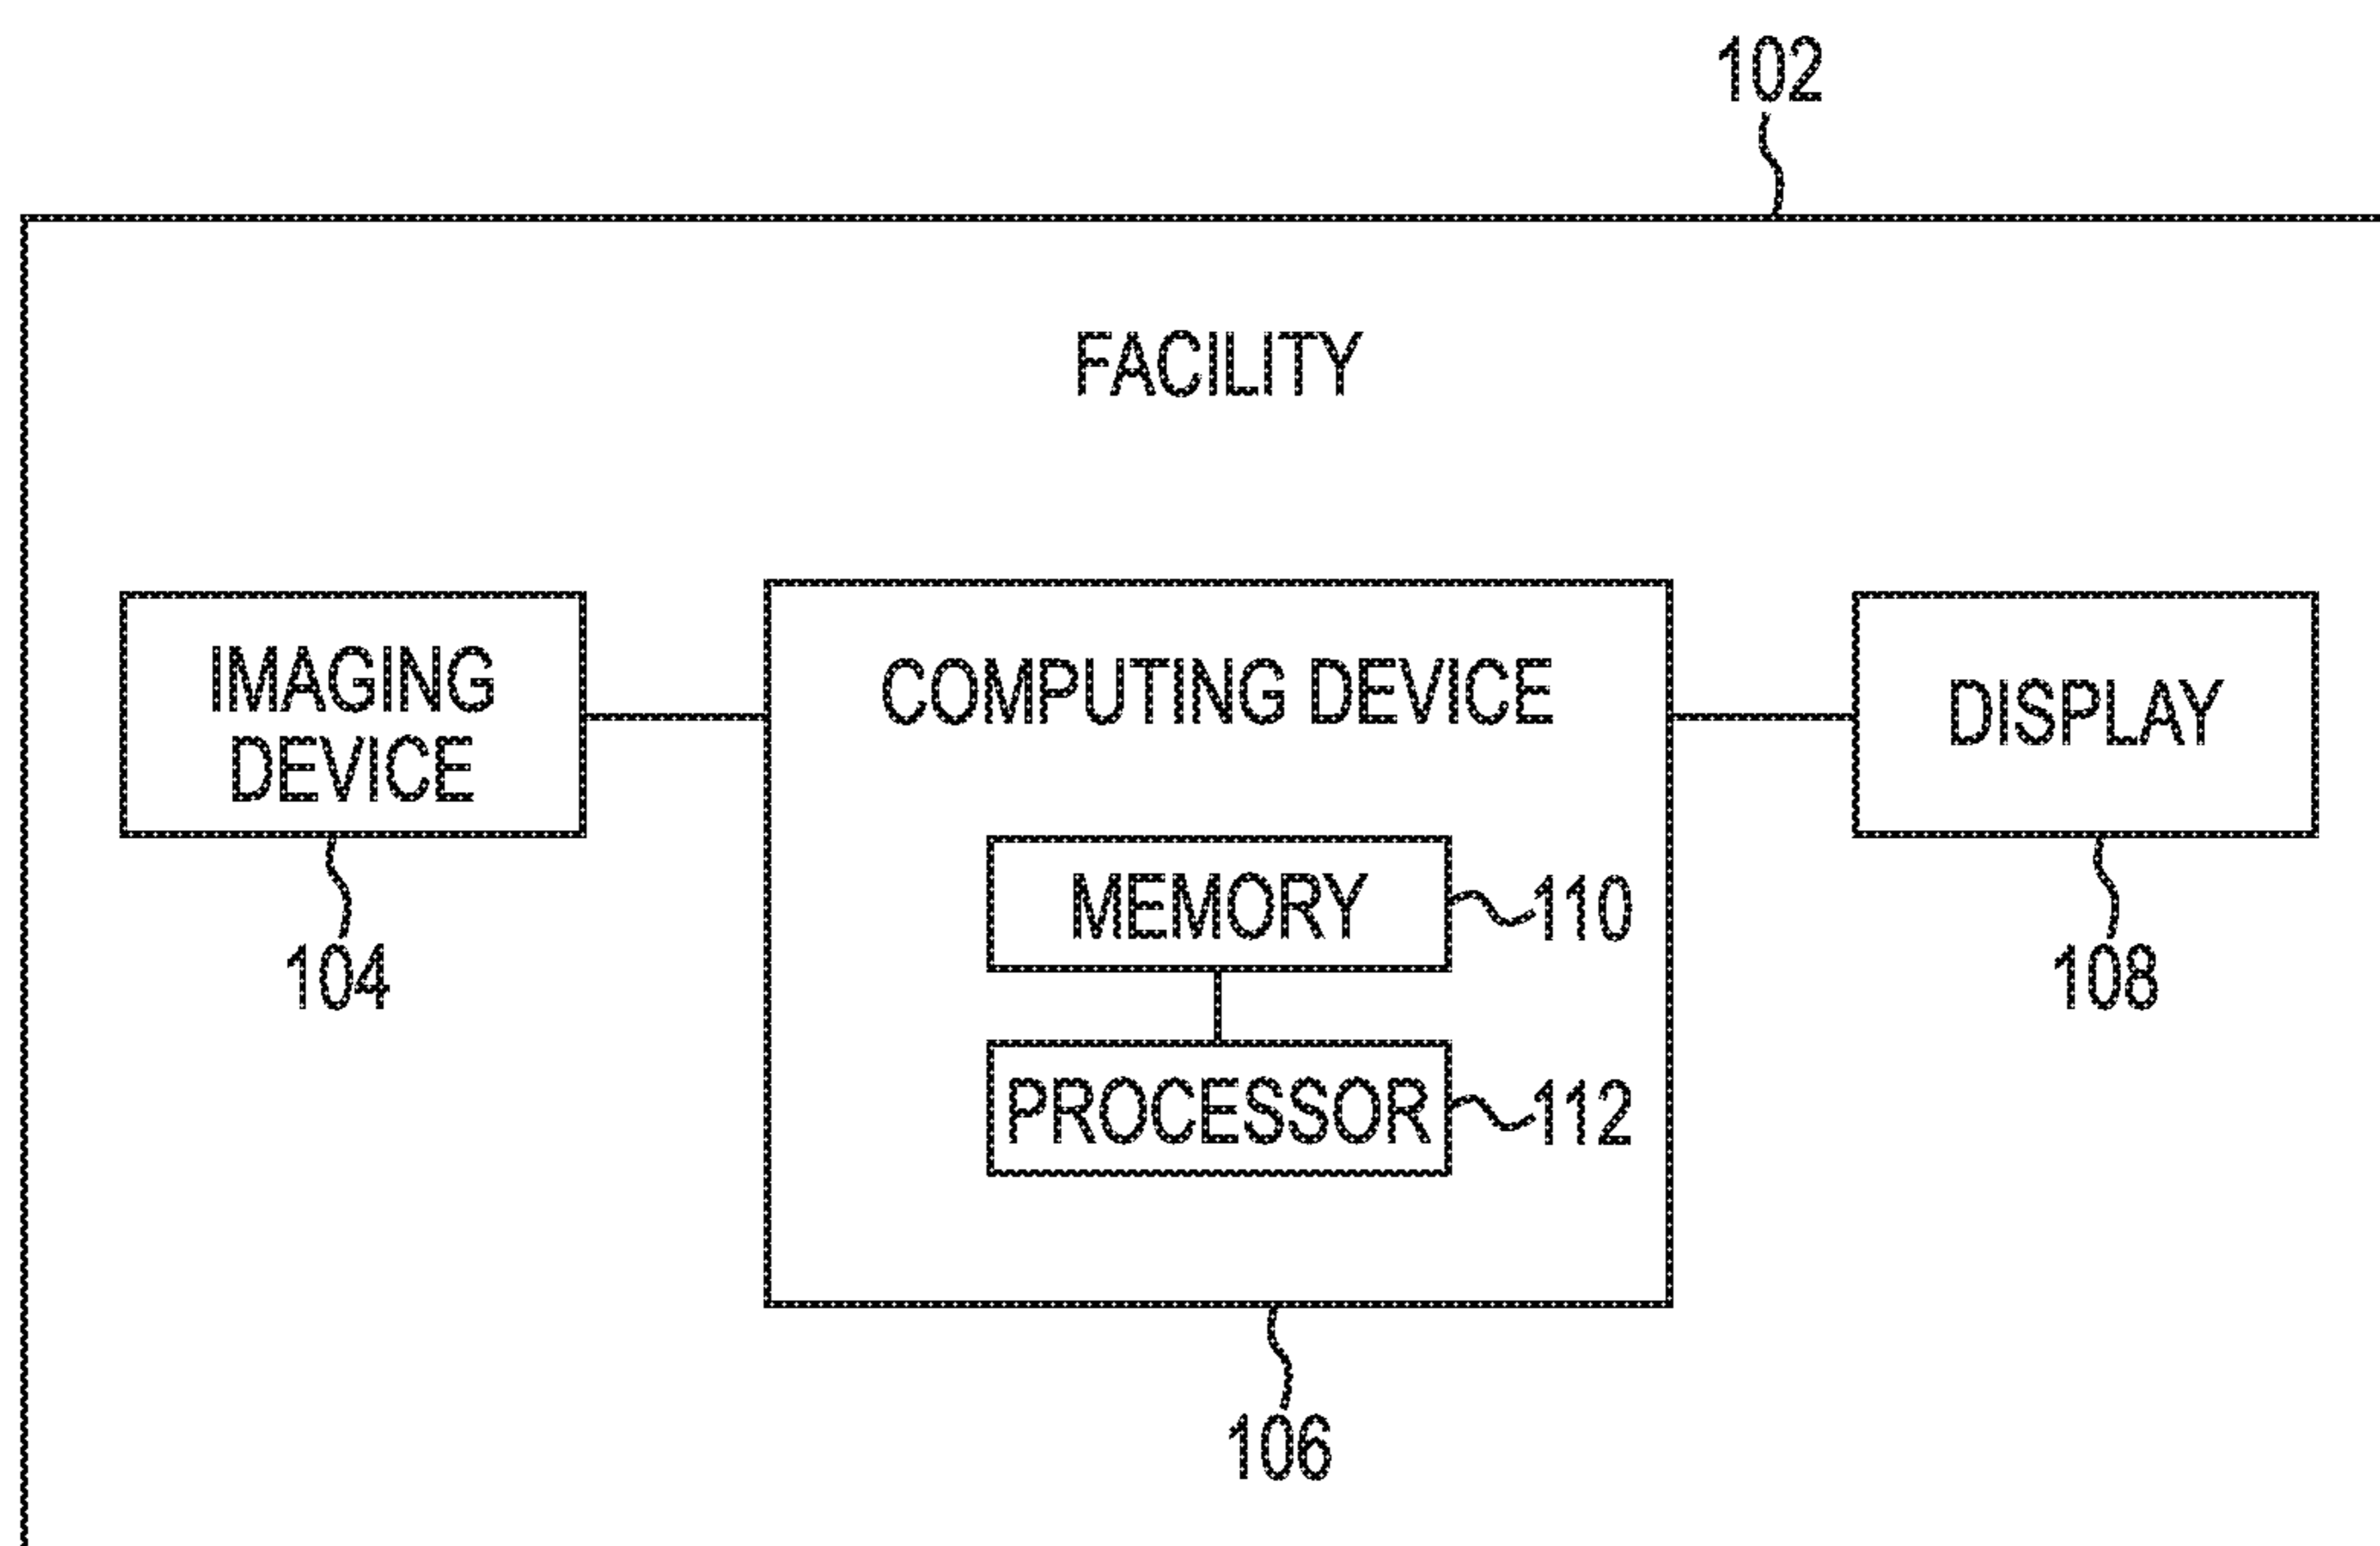 102
FACILITY
IMAGING
DEVICE
104
COMPUTING DEVICE
MEMORY
110
PROCESSOR
112
106
DISPLAY
108